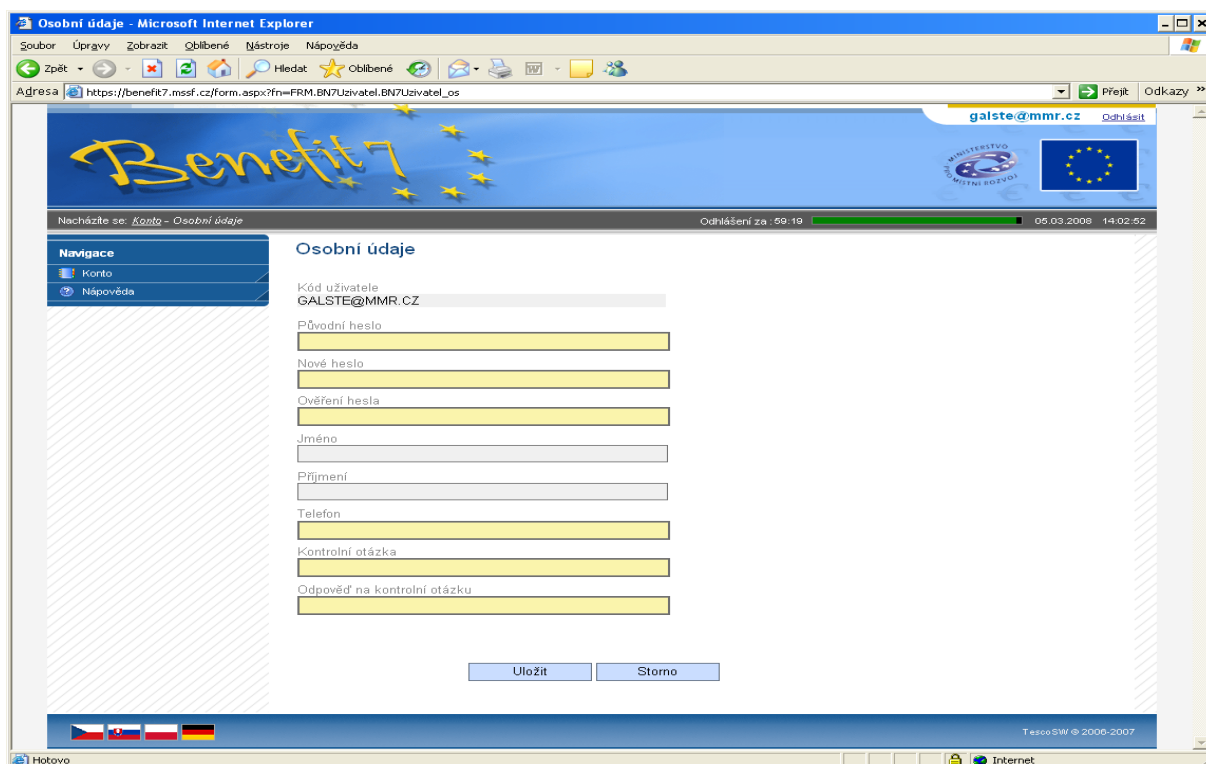 Osobní údaje - Microsoft Internet Explorer
Soubor Úpravy Zobrazit Oblíbené Nástroje Nápověda
Zpět Hledat Oblíbené
Adresa https://benefit7.mssf.cz/form.aspx?fn=FRM.BN7Uzivatel.BN7Uzivatel_os Přejít Odkazy »
galste@mmr.cz Odhlásit
Benefit7
MINISTERSTVO
PRO MÍSTNÍ ROZVOJ
Nacházíte se: Konto - Osobní údaje Odhlášení za : 59:19 05.03.2008 14:02:52
Navigace
Konto
Nápověda
Osobní údaje
Kód uživatele
GALSTE@MMR.CZ
Původní heslo
Nové heslo
Ověření hesla
Jméno
Příjmení
Telefon
Kontrolní otázka
Odpověď na kontrolní otázku
Uložit Storno
TescoSW © 2006-2007
Hotovo Internet